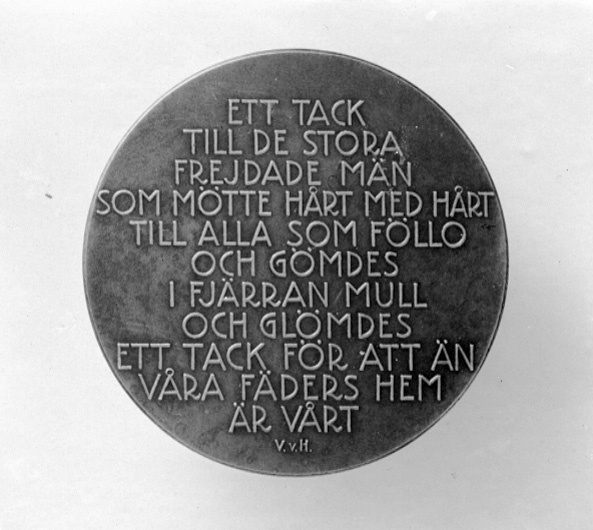 ETT TACK
TILL DE STORA
FREJDADE MÄN
SOM MÖTTE HÅRT MED HÅRT
TILL ALLA SOM FÖLLO
OCH GÖMDES
I FJÄRRAN MULL
OCH GLÖMDES
ETT TACK FÖR ATT ÄN
VÅRA FÄDERS HEM
ÄR VÅRT
V.v.H.